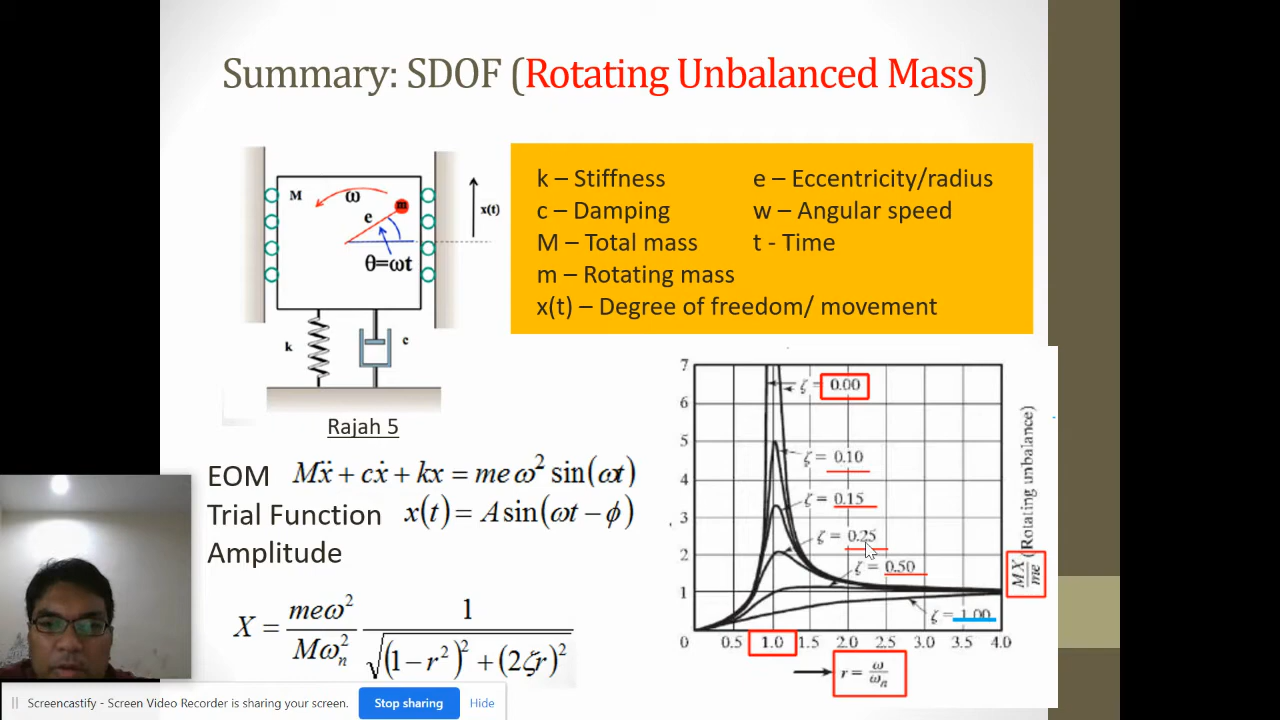 Summary: SDOF (Rotating Unbalanced Mass)
M
ω
m
e
x(t)
θ=ωt
k
c
Rajah 5
k – Stiffness
c – Damping
M – Total mass
m – Rotating mass
x(t) – Degree of freedom/ movement
e – Eccentricity/radius
w – Angular speed
t - Time
EOM Mẍ + cẋ + kx = meω² sin(ωt)
Trial Function x(t) = A sin(ωt − ϕ)
Amplitude
X = meω² / Mωₙ² 1 / √((1 − r²)² + (2ζr)²)
7
6
5
4
3
2
1
ζ = 0.00
ζ = 0.10
ζ = 0.15
ζ = 0.25
ζ = 0.50
ζ = 1.00
0 0.5 1.0 1.5 2.0 2.5 3.0 3.5 4.0
r = ω / ωₙ
MX / me (Rotating unbalance)
Screencastify - Screen Video Recorder is sharing your screen.
Stop sharing
Hide